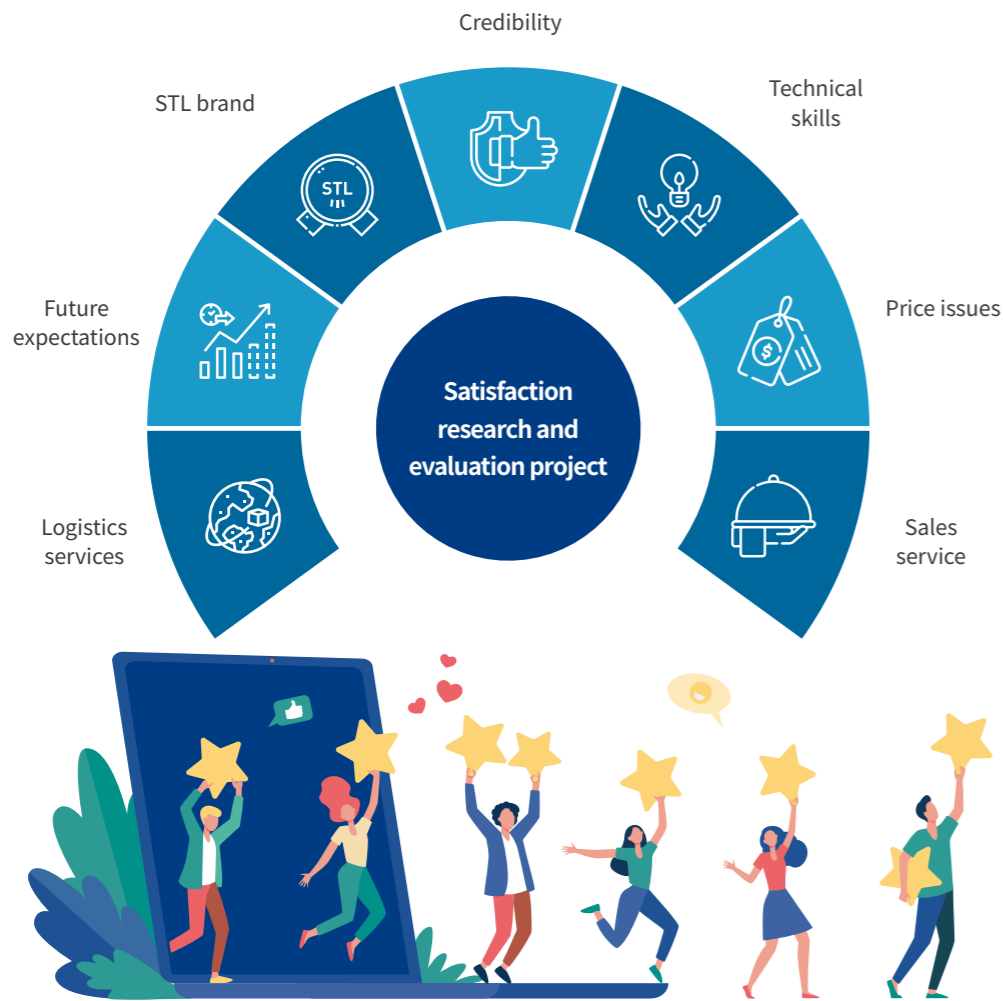 Credibility
STL brand
Technical
skills
STL
Future
expectations
Price issues
$
Satisfaction
research and
evaluation project
Logistics
services
Sales
service